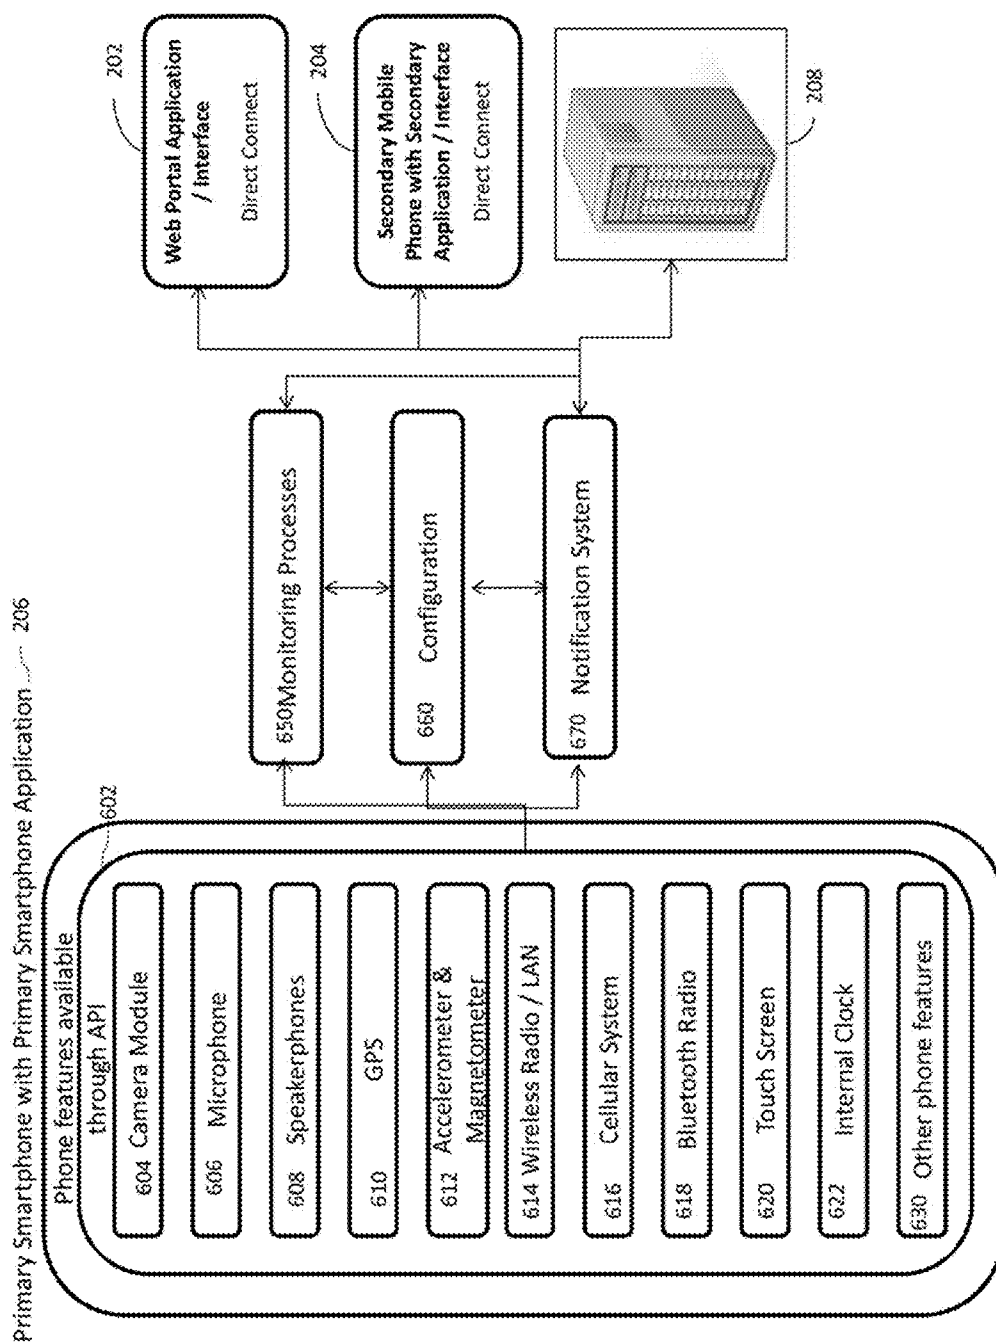 Primary Smartphone with Primary Smartphone Application 206
Phone features available
through API
602
604 Camera Module
606 Microphone
608 Speakerphones
610 GPS
612 Accelerometer &
Magnetometer
614 Wireless Radio / LAN
616 Cellular System
618 Bluetooth Radio
620 Touch Screen
622 Internal Clock
630 Other phone features
650 Monitoring Processes
660 Configuration
670 Notification System
202
Web Portal Application
/ Interface
Direct Connect
204
Secondary Mobile
Phone with Secondary
Application / Interface
Direct Connect
208